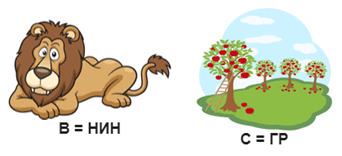 В = НИН
С = ГР